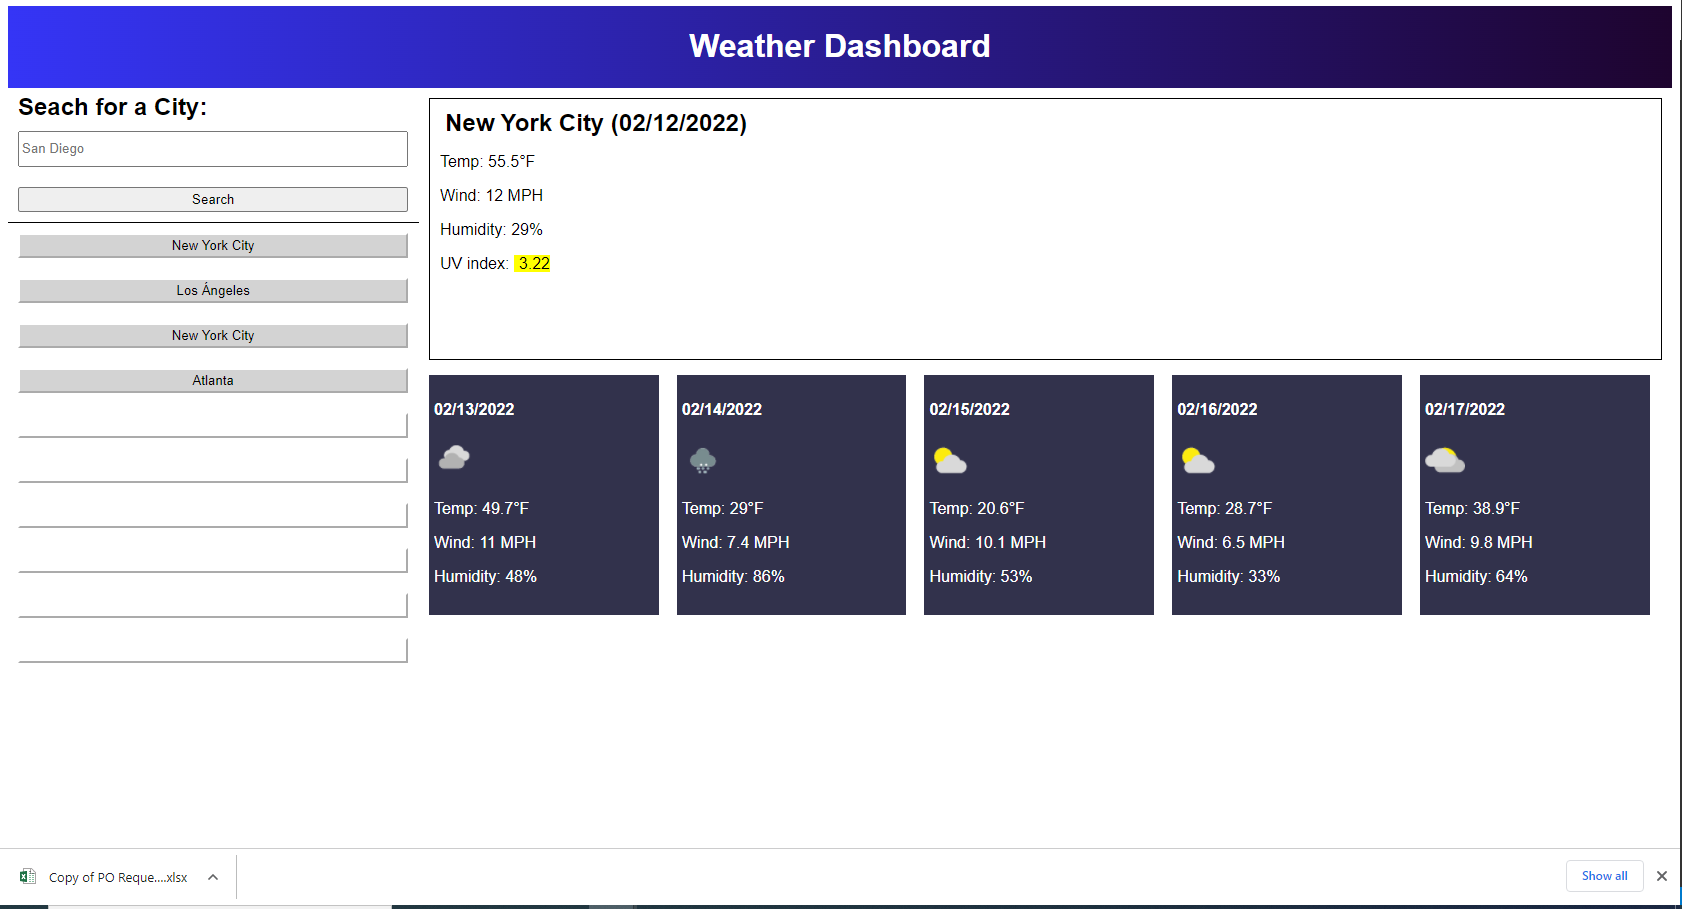 Weather Dashboard
Seach for a City:
San Diego
Search
New York City
Los Ángeles
New York City
Atlanta
New York City (02/12/2022)
Temp: 55.5°F
Wind: 12 MPH
Humidity: 29%
UV index: 3.22
02/13/2022
Temp: 49.7°F
Wind: 11 MPH
Humidity: 48%
02/14/2022
Temp: 29°F
Wind: 7.4 MPH
Humidity: 86%
02/15/2022
Temp: 20.6°F
Wind: 10.1 MPH
Humidity: 53%
02/16/2022
Temp: 28.7°F
Wind: 6.5 MPH
Humidity: 33%
02/17/2022
Temp: 38.9°F
Wind: 9.8 MPH
Humidity: 64%
Copy of PO Reque....xlsx
Show all